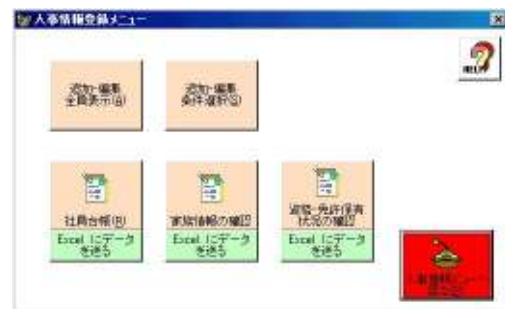 人事情報登録メニュー
HELP
追加・編集
全員表示(A)
追加・編集
条件選択(S)
社員台帳(R)
家族情報の確認
資格・免許保有
状況の確認
Excel にデータ
を送る
Excel にデータ
を送る
Excel にデータ
を送る